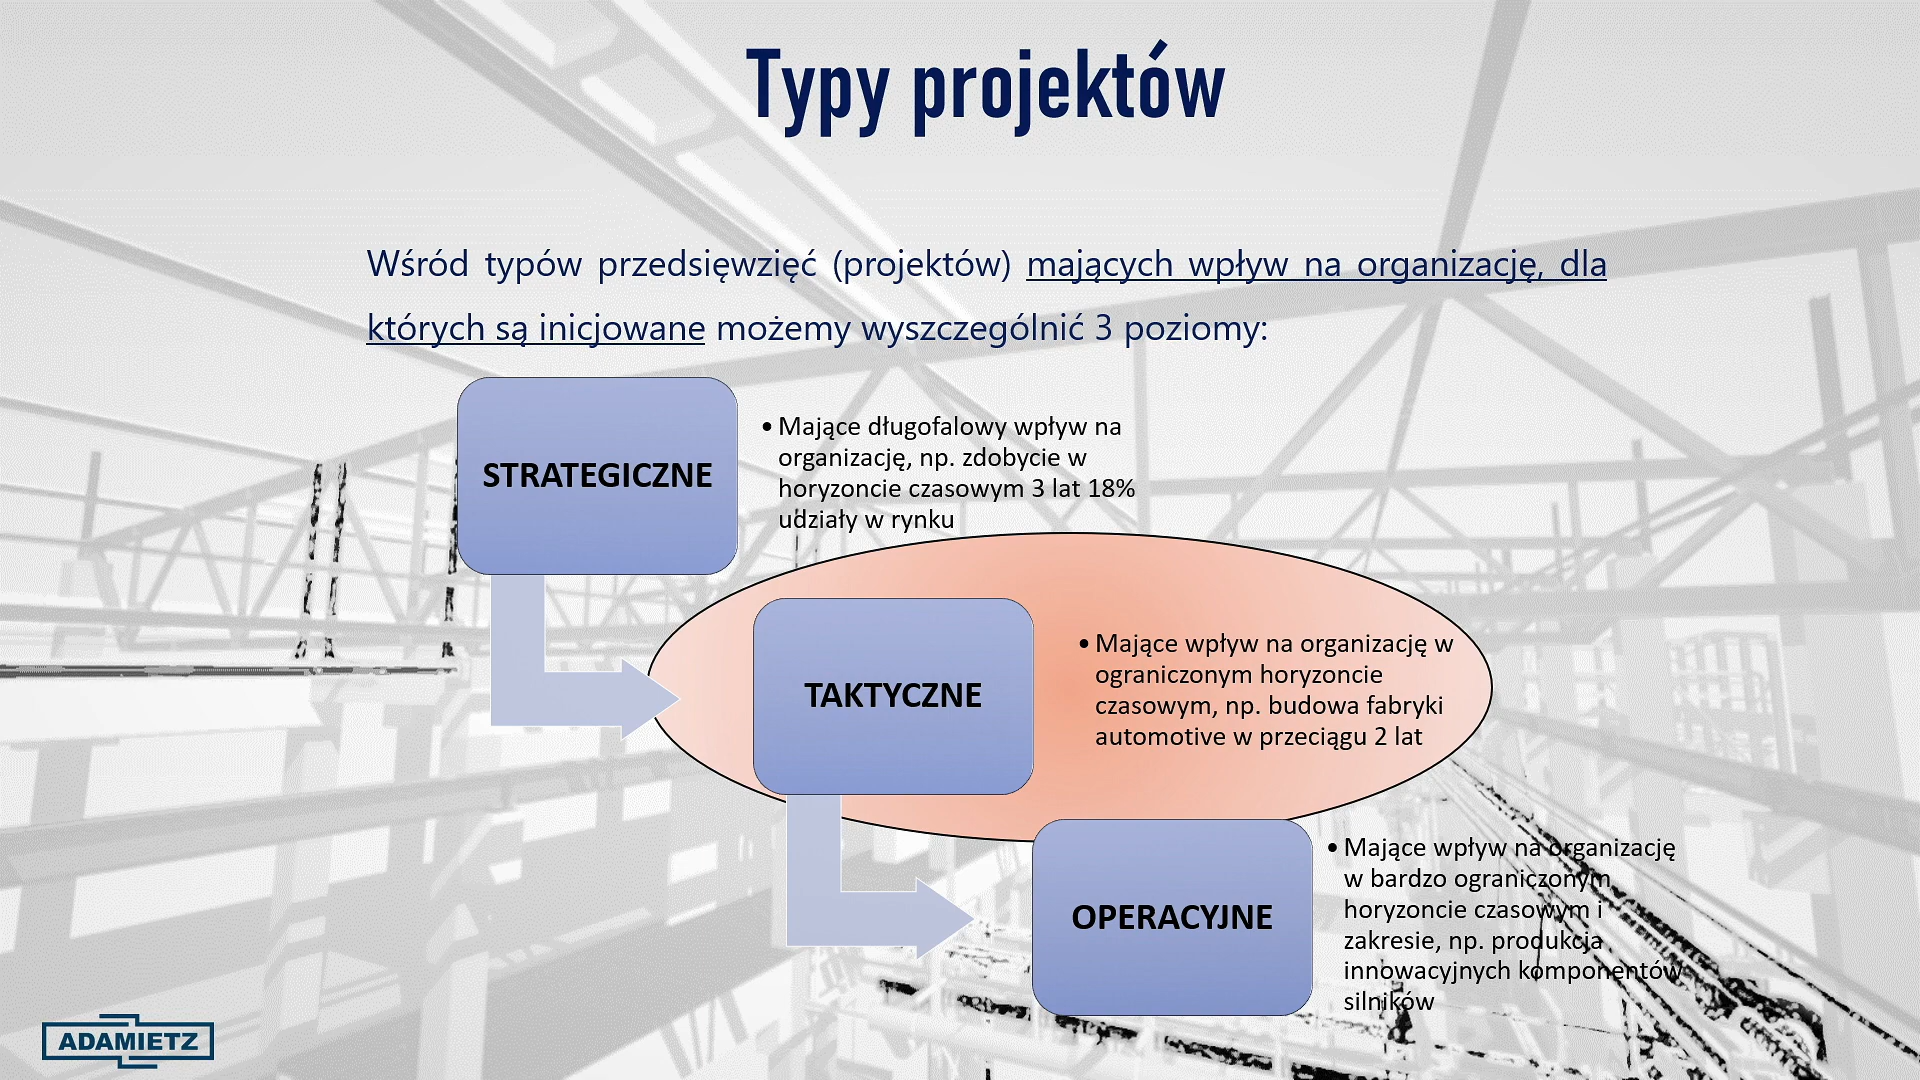 Typy projektów
Wśród typów przedsięwzięć (projektów) mających wpływ na organizację, dla
których są inicjowane możemy wyszczególnić 3 poziomy:
STRATEGICZNE
• Mające długofalowy wpływ na
organizację, np. zdobycie w
horyzoncie czasowym 3 lat 18%
udziały w rynku
TAKTYCZNE
• Mające wpływ na organizację w
ograniczonym horyzoncie
czasowym, np. budowa fabryki
automotive w przeciągu 2 lat
OPERACYJNE
• Mające wpływ na organizację
w bardzo ograniczonym
horyzoncie czasowym i
zakresie, np. produkcja
innowacyjnych komponentów
silników
ADAMIETZ